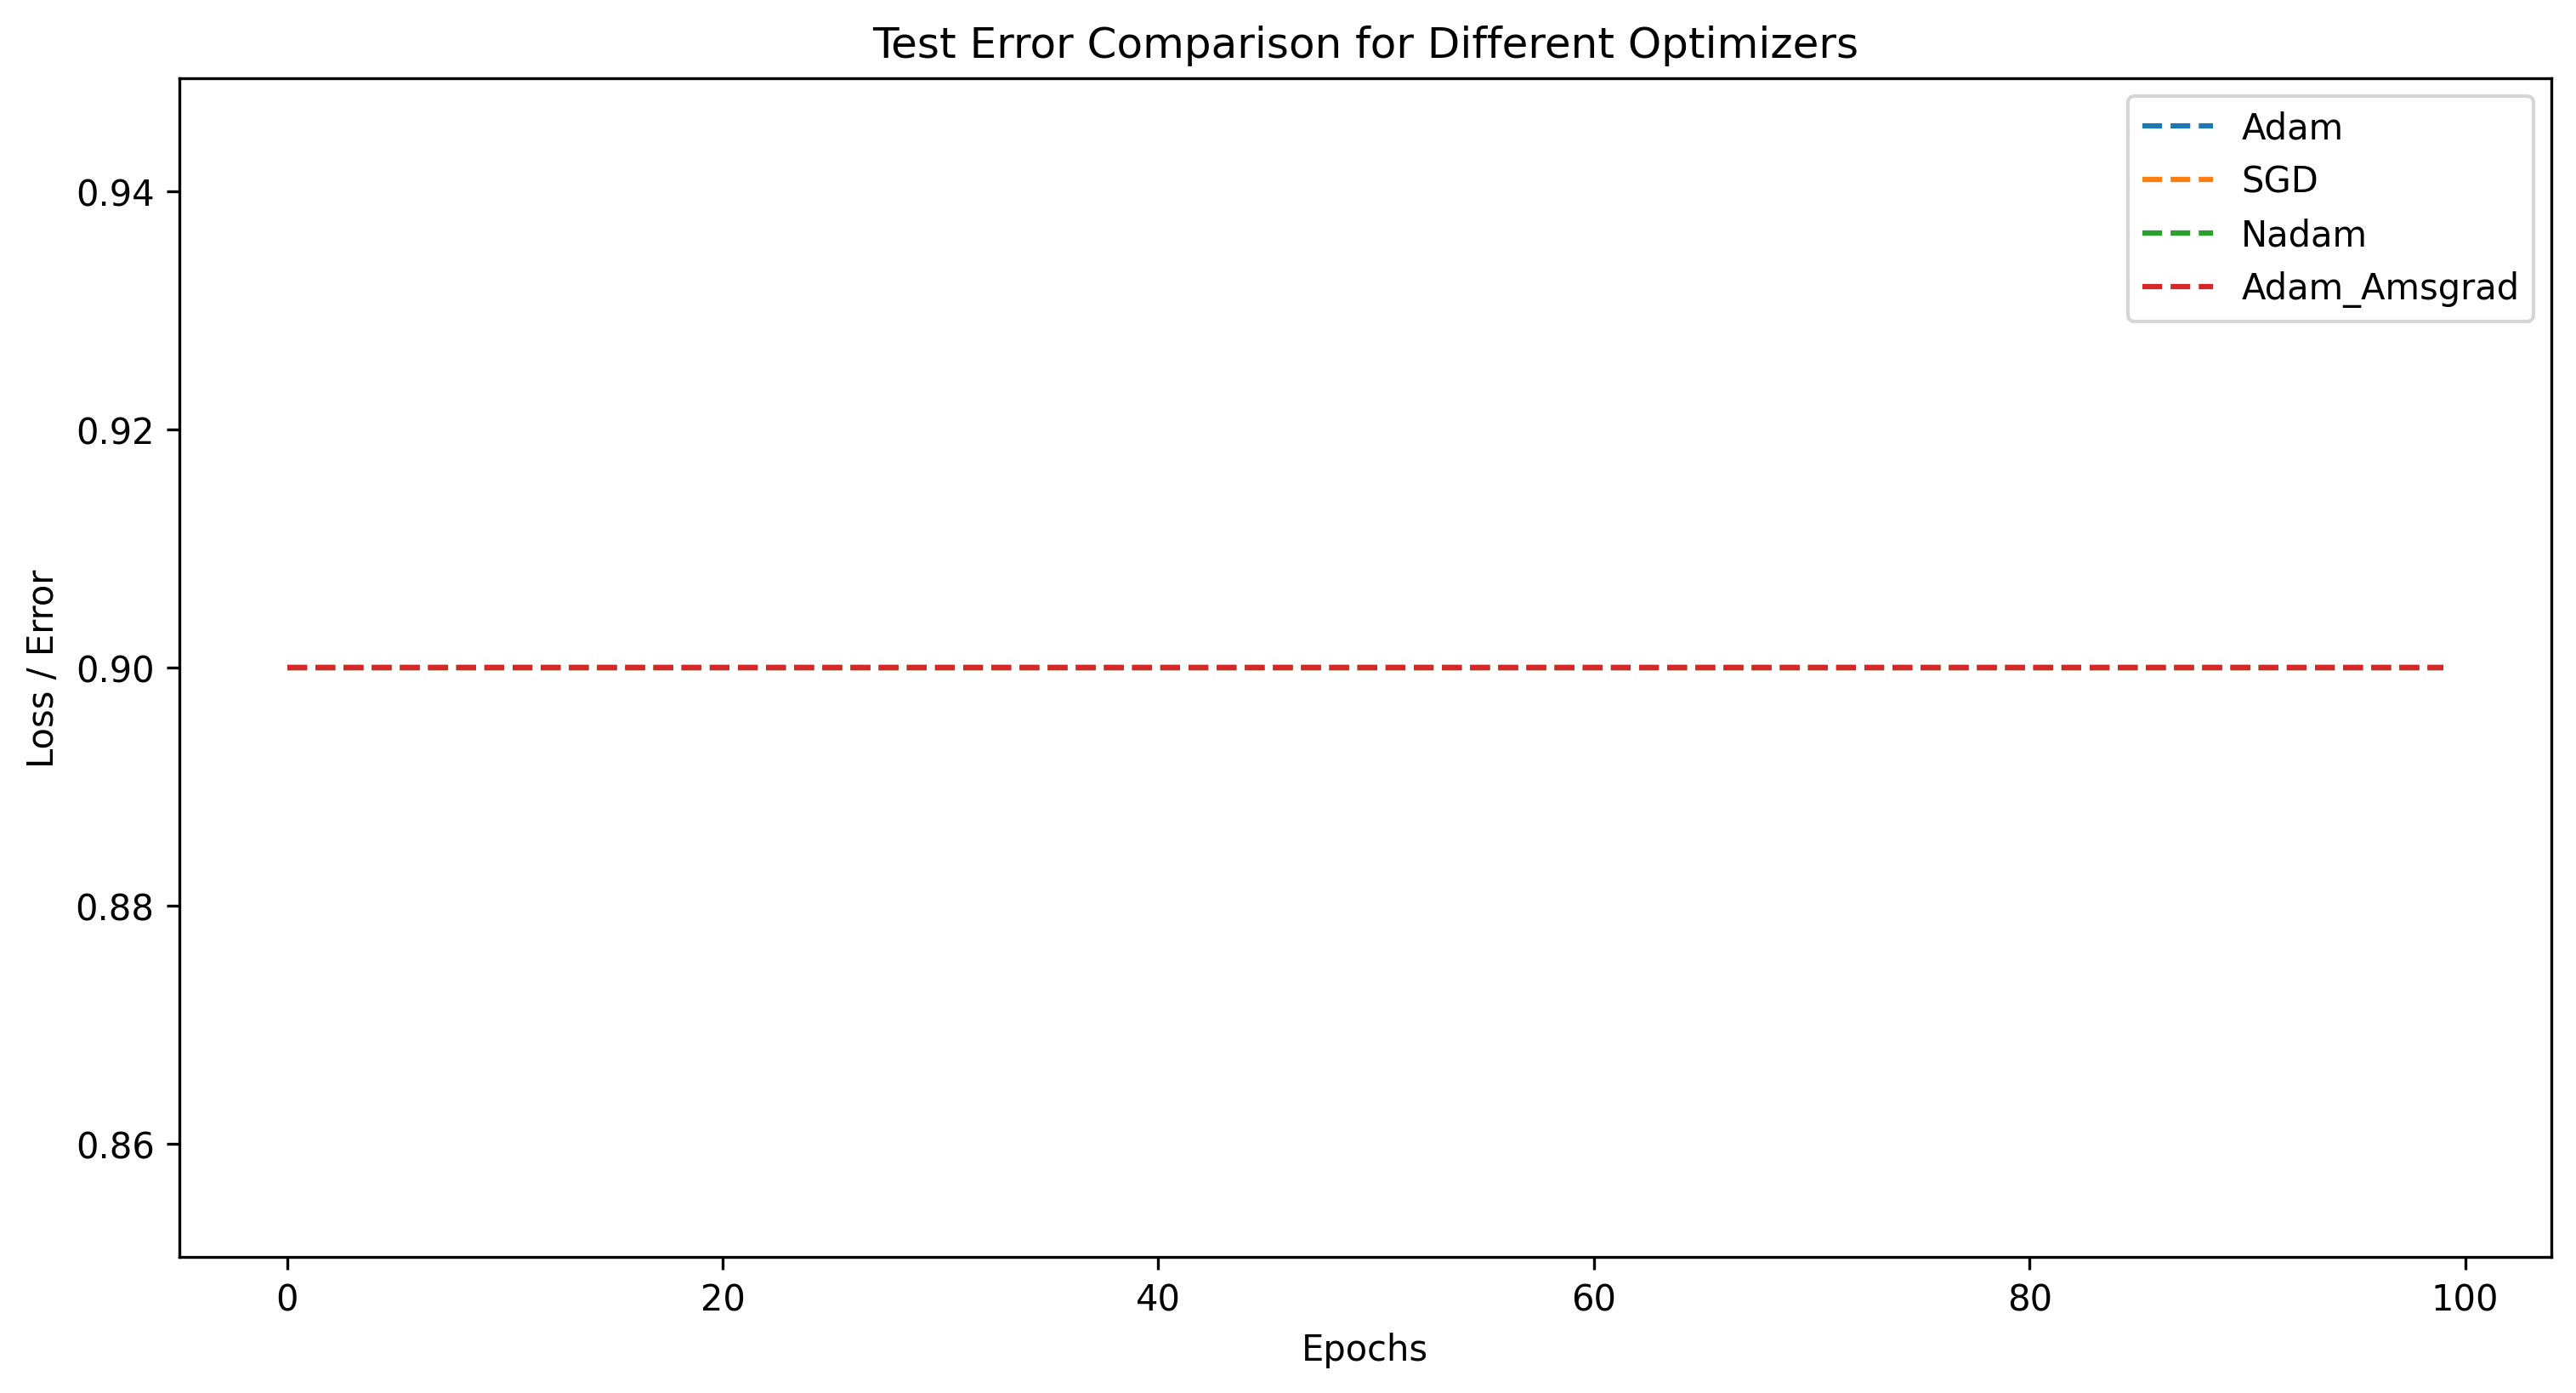 Test Error Comparison for Different Optimizers
Adam
SGD
Nadam
Adam_Amsgrad
Loss / Error
0.94
0.92
0.90
0.88
0.86
0 20 40 60 80 100
Epochs